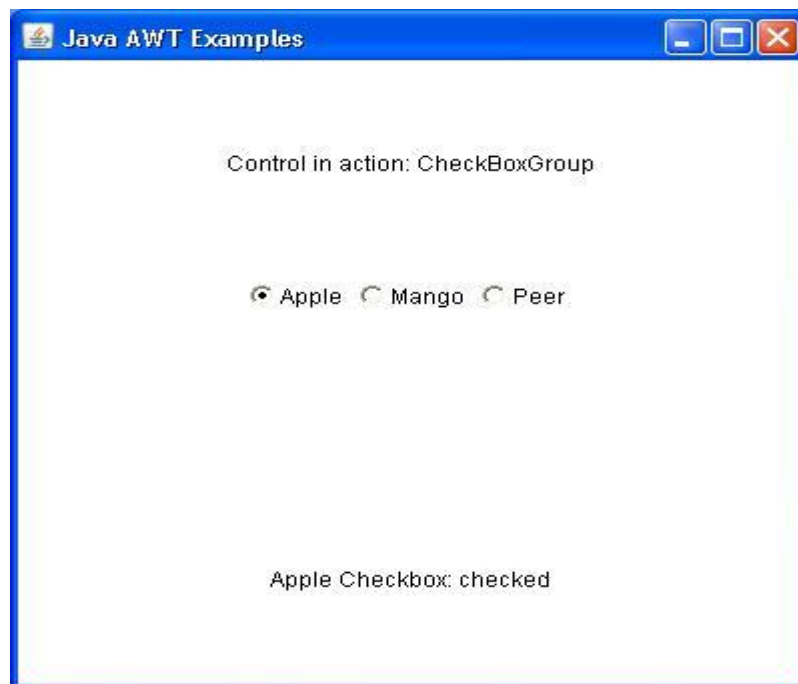 Java AWT Examples
Control in action: CheckBoxGroup
Apple Mango Peer
Apple Checkbox: checked